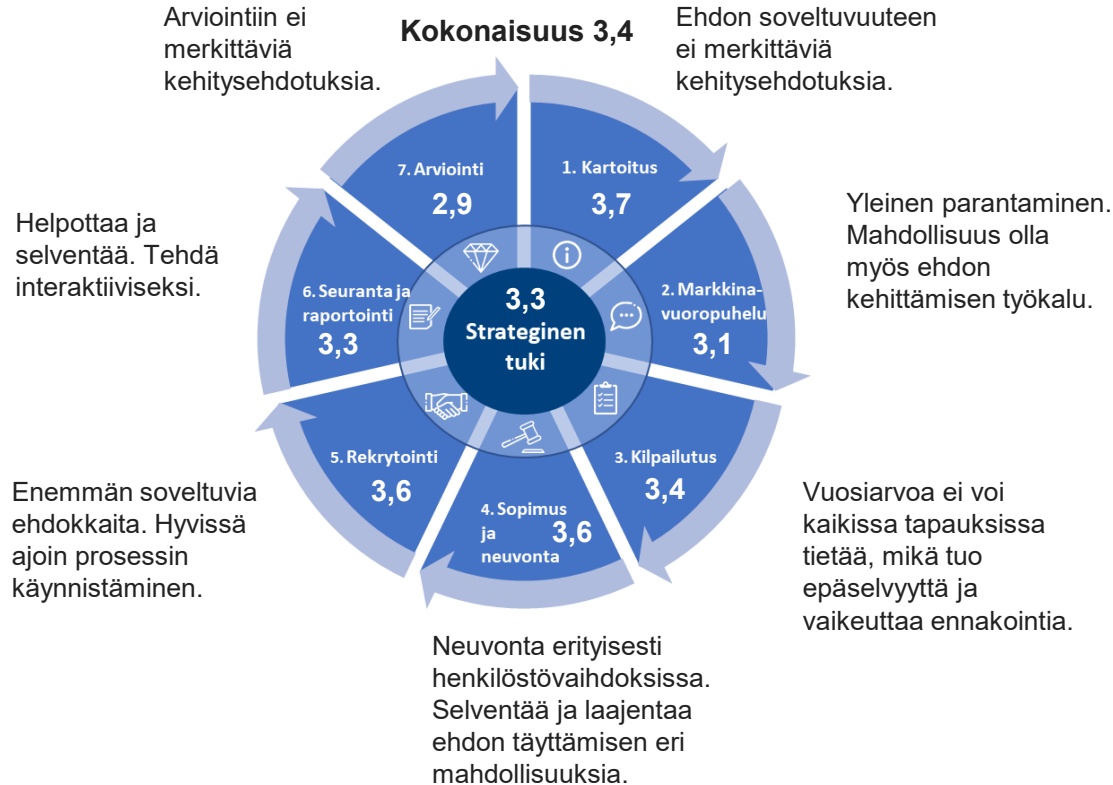 Kokonaisuus 3,4
Arviointiin ei
merkittäviä
kehitysehdotuksia.
Ehdon soveltuvuuteen
ei merkittäviä
kehitysehdotuksia.
7. Arviointi
2,9
1. Kartoitus
3,7
Helpottaa ja
selventää. Tehdä
interaktiiviseksi.
6. Seuranta ja
raportointi
3,3
3,3
Strateginen
tuki
2. Markkina-
vuoropuhelu
3,1
Yleinen parantaminen.
Mahdollisuus olla
myös ehdon
kehittämisen työkalu.
Enemmän soveltuvia
ehdokkaita. Hyvissä
ajoin prosessin
käynnistäminen.
5. Rekrytointi
3,6
4. Sopimus
ja
neuvonta
3,6
3. Kilpailutus
3,4
Vuosiarvoa ei voi
kaikissa tapauksissa
tietää, mikä tuo
epäselvyyttä ja
vaikeuttaa ennakointia.
Neuvonta erityisesti
henkilöstövaihdoksissa.
Selventää ja laajentaa
ehdon täyttämisen eri
mahdollisuuksia.